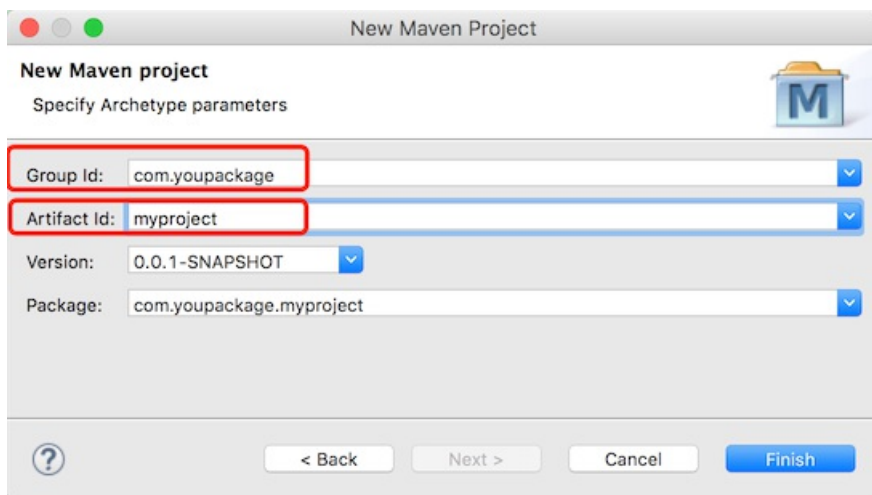 New Maven Project
New Maven project
Specify Archetype parameters
M
Group Id: com.youpackage
Artifact Id: myproject
Version: 0.0.1-SNAPSHOT
Package: com.youpackage.myproject
? < Back Next > Cancel Finish